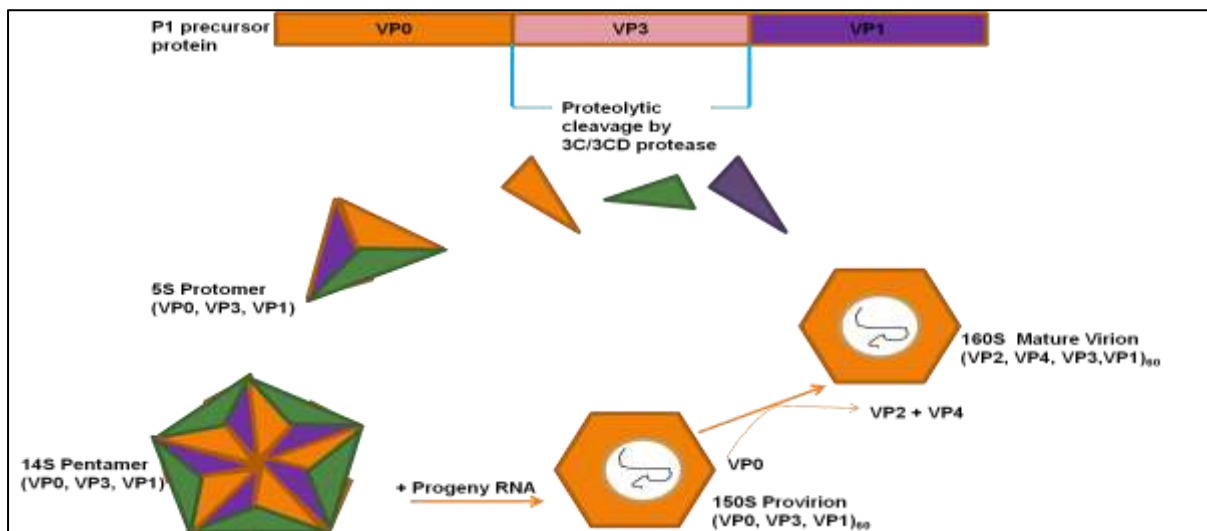 P1 precursor
protein
VP0
VP3
VP1
Proteolytic
cleavage by
3C/3CD protease
5S Protomer
(VP0, VP3, VP1)
160S  Mature Virion
(VP2, VP4, VP3,VP1)₆₀
VP2 + VP4
VP0
14S Pentamer
(VP0, VP3, VP1)
+ Progeny RNA
150S Provirion
(VP0, VP3, VP1)₆₀